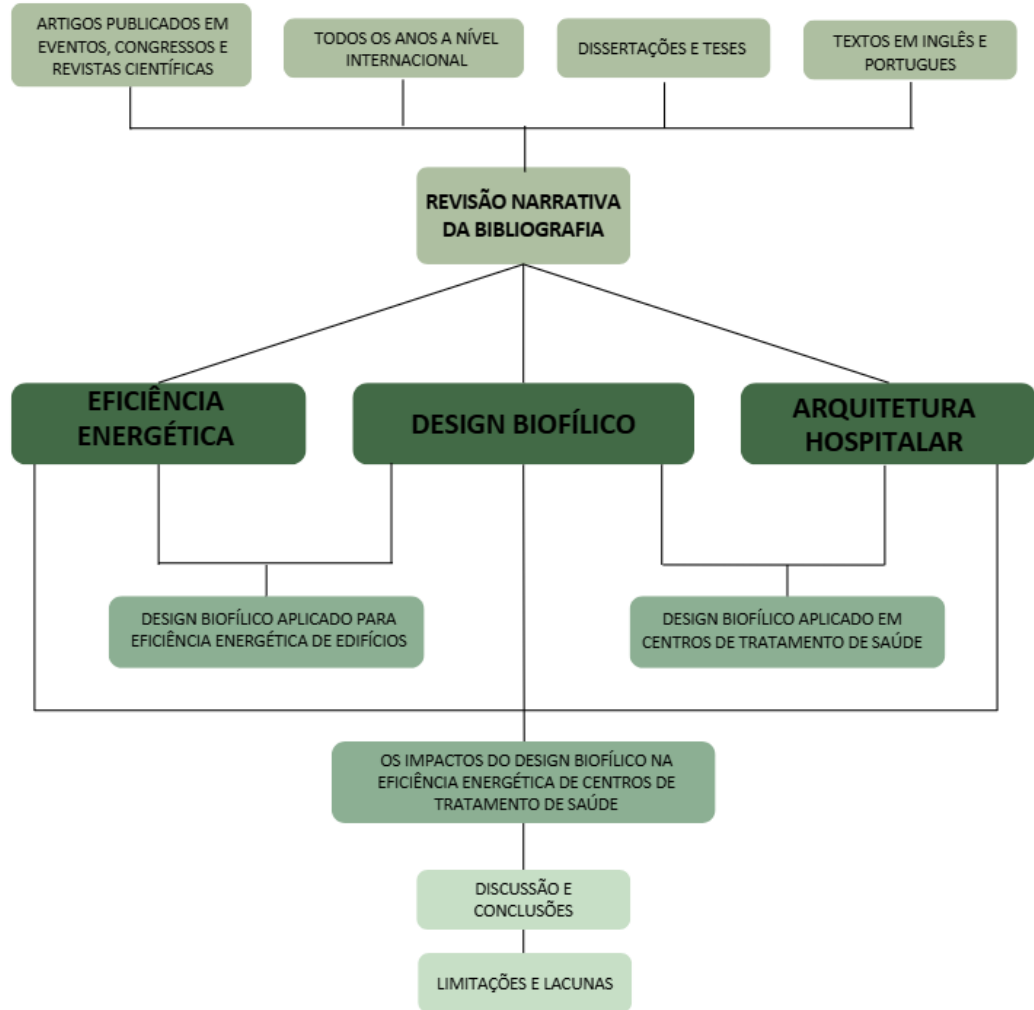 ARTIGOS PUBLICADOS EM
EVENTOS, CONGRESSOS E
REVISTAS CIENTÍFICAS
TODOS OS ANOS A NÍVEL
INTERNACIONAL
DISSERTAÇÕES E TESES
TEXTOS EM INGLÊS E
PORTUGUES
REVISÃO NARRATIVA
DA BIBLIOGRAFIA
EFICIÊNCIA
ENERGÉTICA
DESIGN BIOFÍLICO
ARQUITETURA
HOSPITALAR
DESIGN BIOFÍLICO APLICADO PARA
EFICIÊNCIA ENERGÉTICA DE EDIFÍCIOS
DESIGN BIOFÍLICO APLICADO EM
CENTROS DE TRATAMENTO DE SAÚDE
OS IMPACTOS DO DESIGN BIOFÍLICO NA
EFICIÊNCIA ENERGÉTICA DE CENTROS DE
TRATAMENTO DE SAÚDE
DISCUSSÃO E
CONCLUSÕES
LIMITAÇÕES E LACUNAS